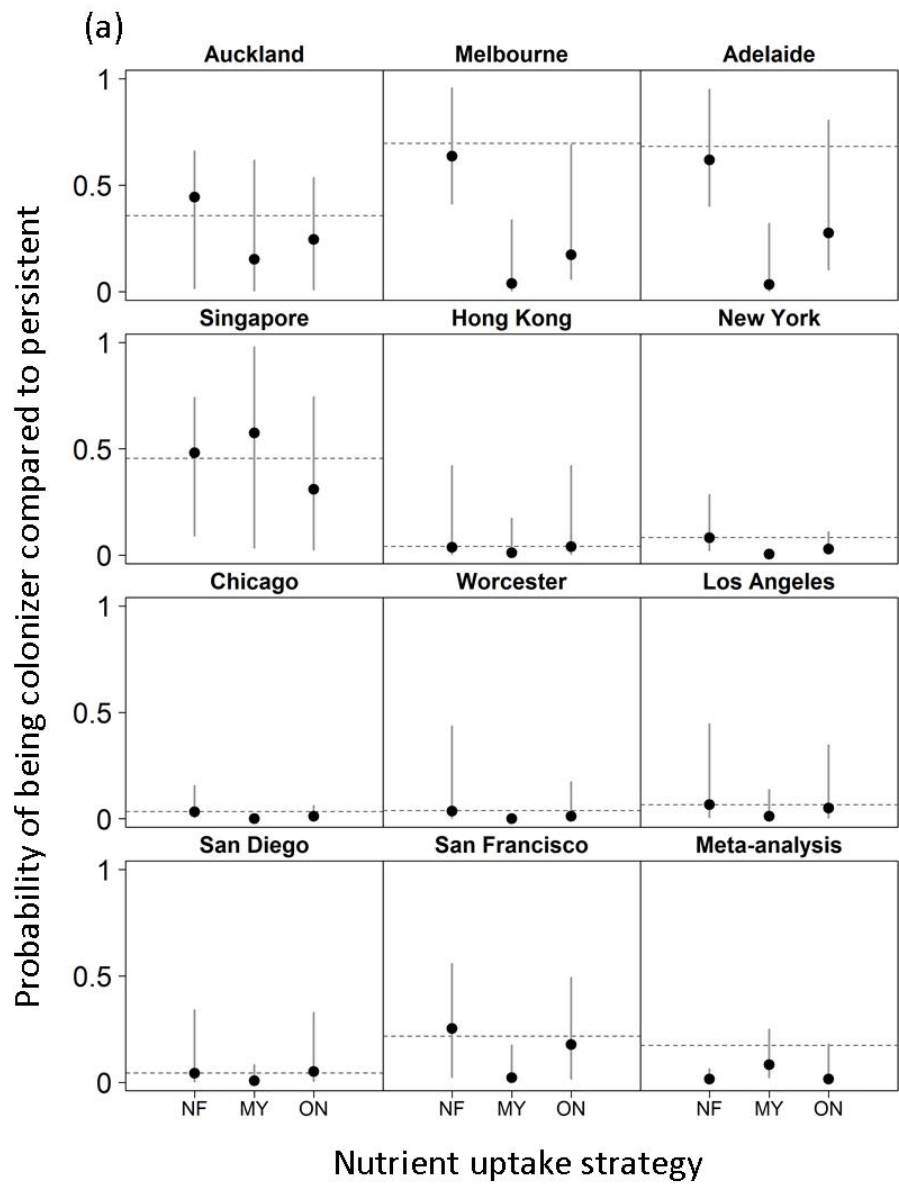 (a)
Auckland Melbourne Adelaide
1
0.5
0
Singapore Hong Kong New York
1
0.5
0
Chicago Worcester Los Angeles
1
0.5
0
San Diego San Francisco Meta-analysis
1
0.5
0
NF MY ON NF MY ON NF MY ON
Nutrient uptake strategy
Probability of being colonizer compared to persistent